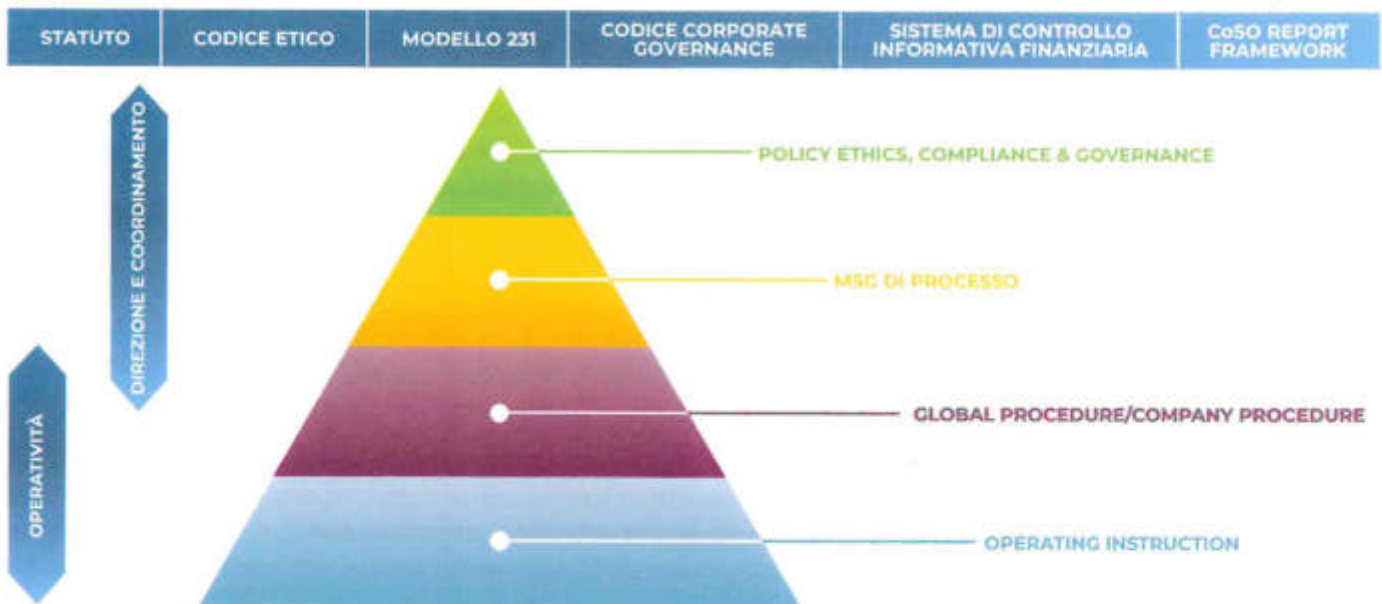 STATUTO
CODICE ETICO
MODELLO 231
CODICE CORPORATE
GOVERNANCE
SISTEMA DI CONTROLLO
INFORMATIVA FINANZIARIA
CoSO REPORT
FRAMEWORK
DIREZIONE E COORDINAMENTO
OPERATIVITÀ
POLICY ETHICS, COMPLIANCE & GOVERNANCE
MSG DI PROCESSO
GLOBAL PROCEDURE/COMPANY PROCEDURE
OPERATING INSTRUCTION